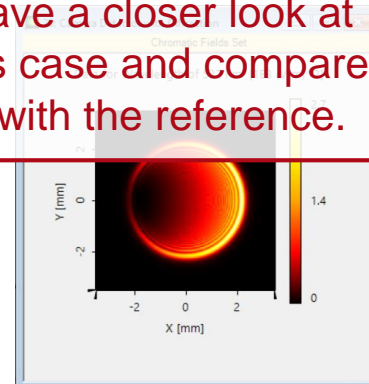 ave a closer look at
Chromatic Fields Set
s case and compare
with the reference.
2
0
-2
Y [mm]
1.4
0
-2
0
2
X [mm]